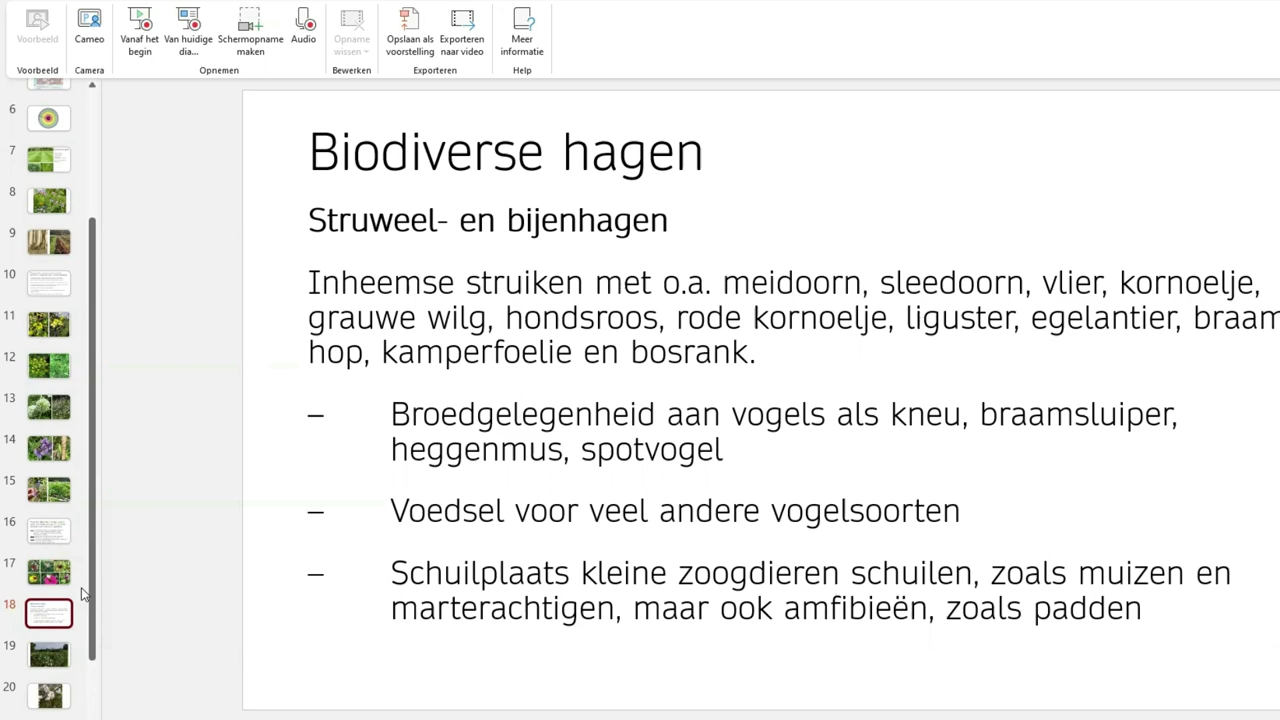 Voorbeeld
Cameo
Vanaf het
begin
Van huidige
dia...
Schermopname
maken
Audio
Opname
wissen
Opslaan als
voorstelling
Exporteren
naar video
Meer
informatie
Voorbeeld
Camera
Opnemen
Bewerken
Exporteren
Help
6
7
8
9
10
11
12
13
14
15
16
17
18
19
20
Biodiverse hagen
Struweel- en bijenhagen
Inheemse struiken met o.a. meidoorn, sleedoorn, vlier, kornoelje,
grauwe wilg, hondsroos, rode kornoelje, liguster, egelantier, braam
hop, kamperfoelie en bosrank.
– Broedgelegenheid aan vogels als kneu, braamsluiper,
heggenmus, spotvogel
– Voedsel voor veel andere vogelsoorten
– Schuilplaats kleine zoogdieren schuilen, zoals muizen en
marterachtigen, maar ook amfibieën, zoals padden